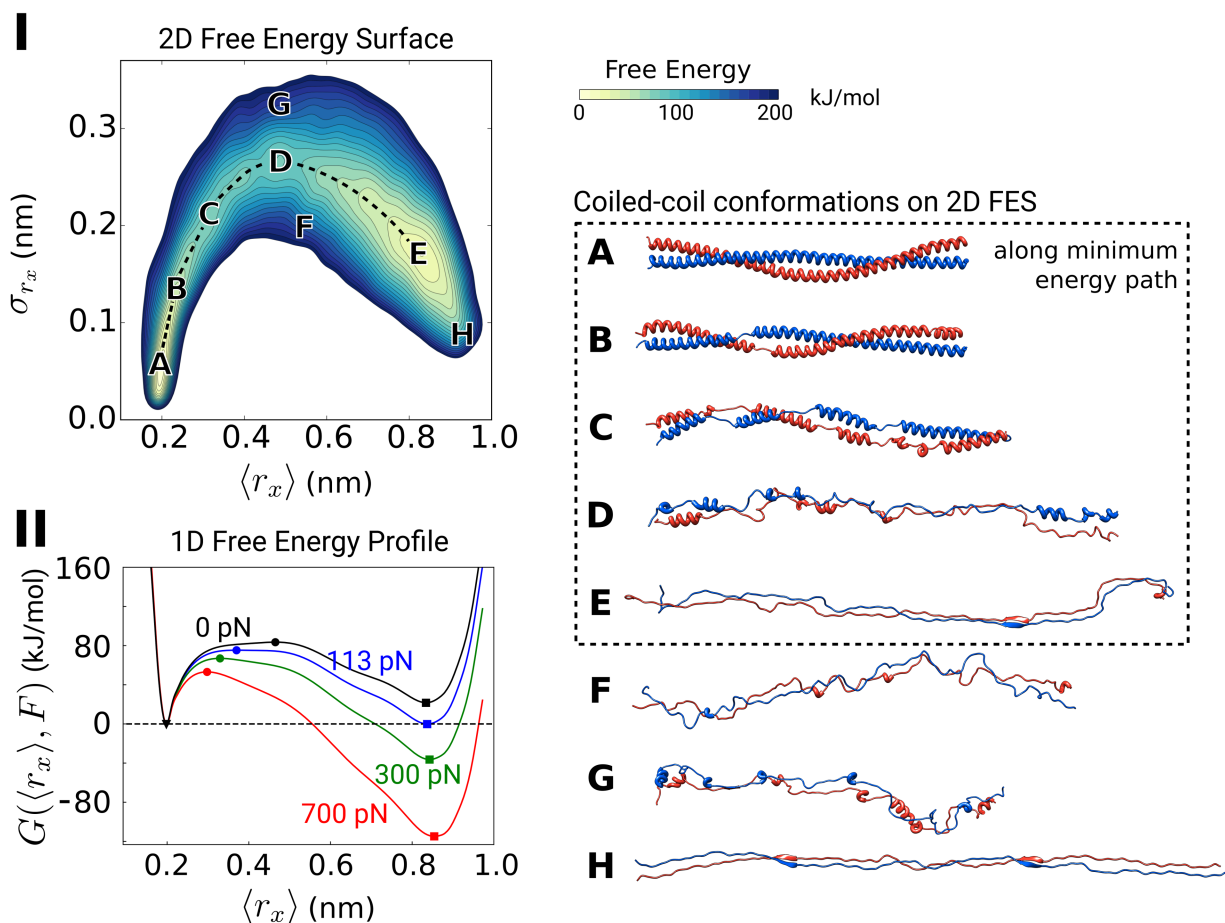 I
2D Free Energy Surface
0.3
0.2
0.1
0.0
σ_{r_x} (nm)
G
D
C
F
E
B
H
A
0.2 0.4 0.6 0.8 1.0
⟨r_x⟩ (nm)
Free Energy
0 100 200
kJ/mol
Coiled-coil conformations on 2D FES
along minimum
energy path
A
B
C
D
E
F
G
H
II
1D Free Energy Profile
160
80
0
-80
G(⟨r_x⟩, F) (kJ/mol)
0 pN
113 pN
300 pN
700 pN
0.2 0.4 0.6 0.8 1.0
⟨r_x⟩ (nm)